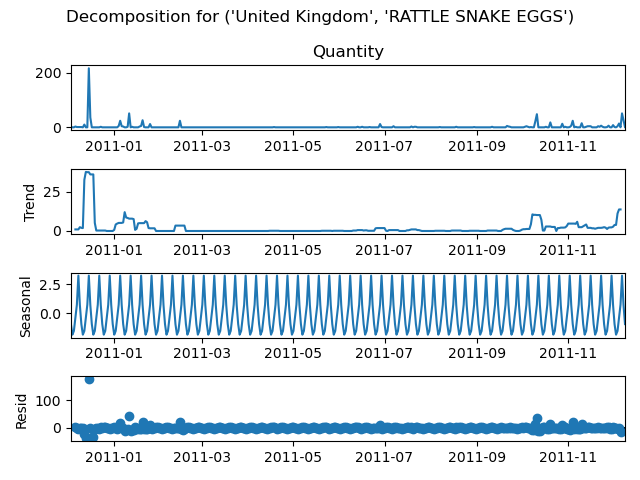 Decomposition for ('United Kingdom', 'RATTLE SNAKE EGGS')
Quantity
200
0
2011-01 2011-03 2011-05 2011-07 2011-09 2011-11
Trend
25
0
2011-01 2011-03 2011-05 2011-07 2011-09 2011-11
Seasonal
2.5
0.0
2011-01 2011-03 2011-05 2011-07 2011-09 2011-11
Resid
100
0
2011-01 2011-03 2011-05 2011-07 2011-09 2011-11